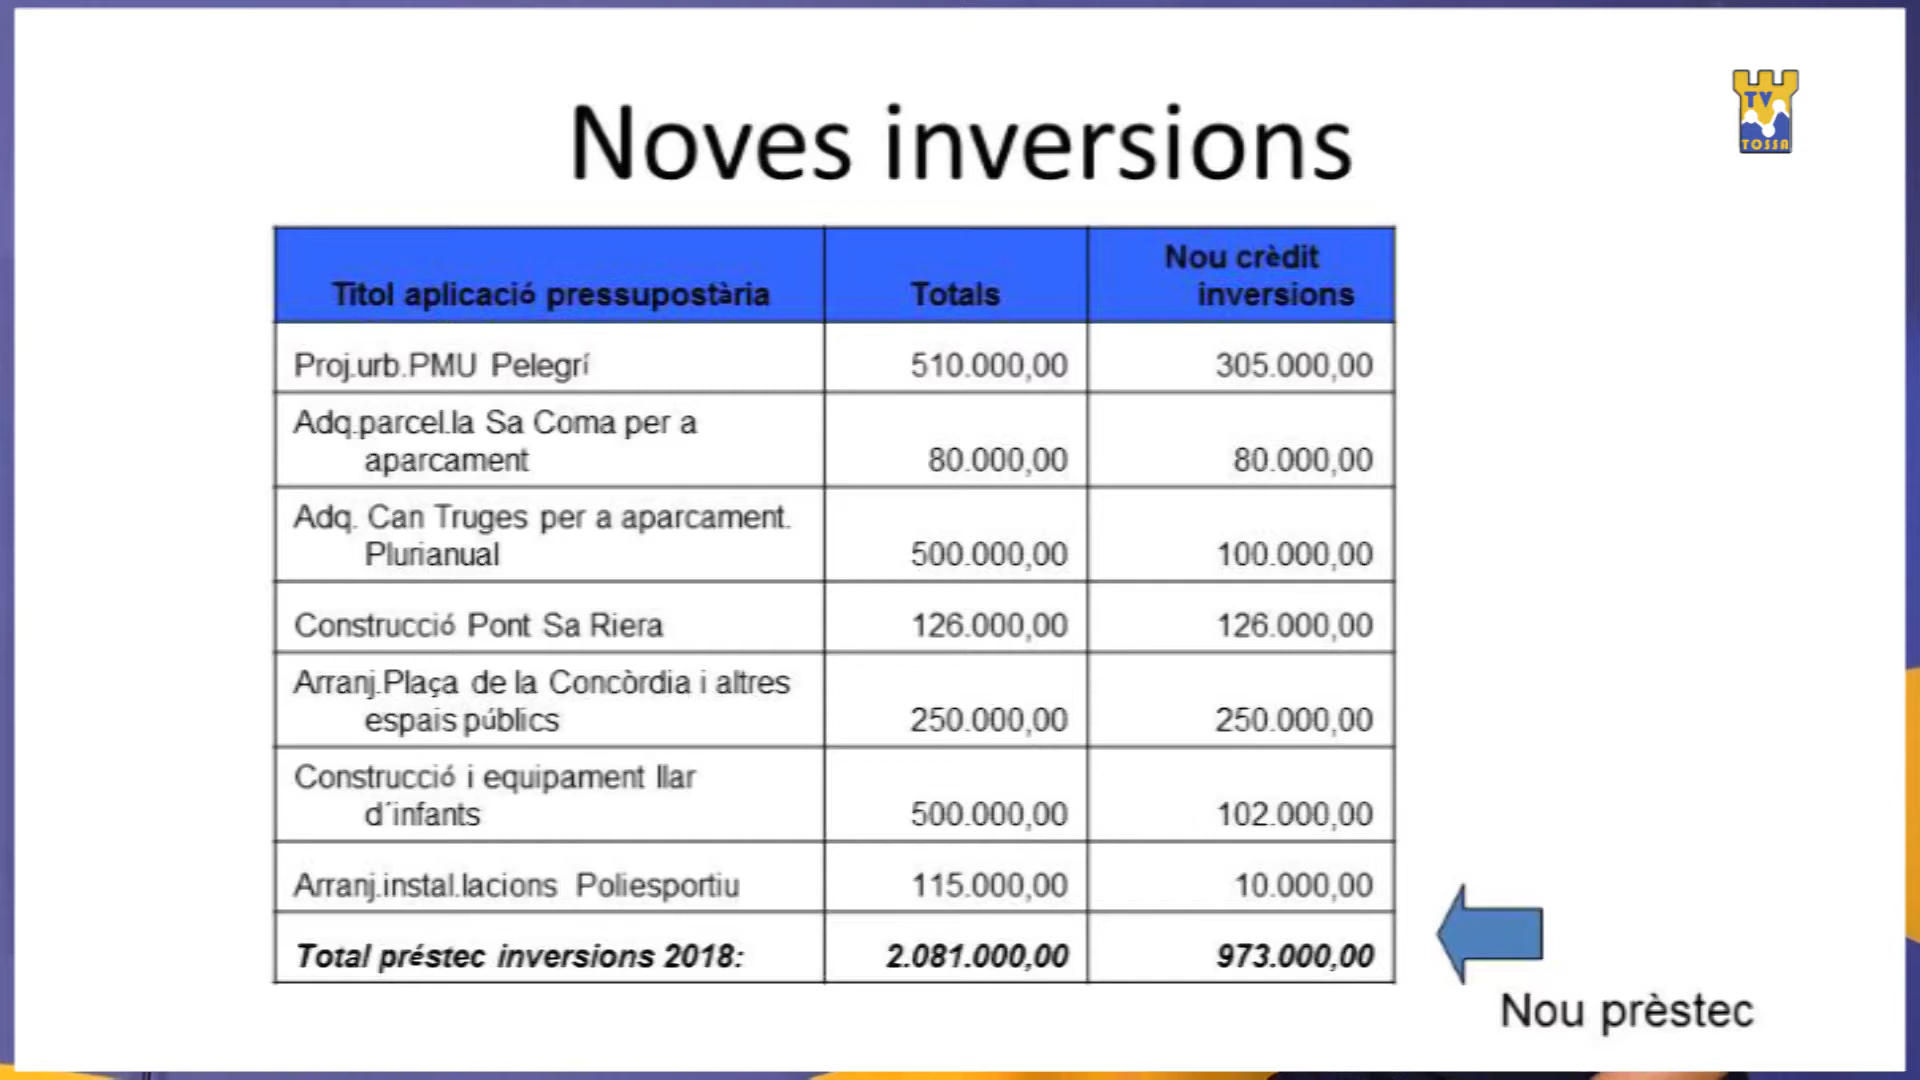 Noves inversions
TV
TOSSA
Titol aplicació pressupostària Totals Nou crèdit
inversions
Proj.urb.PMU Pelegrí 510.000,00 305.000,00
Adq.parcel.la Sa Coma per a
aparcament 80.000,00 80.000,00
Adq. Can Truges per a aparcament.
Plurianual 500.000,00 100.000,00
Construcció Pont Sa Riera 126.000,00 126.000,00
Arranj.Plaça de la Concòrdia i altres
espais públics 250.000,00 250.000,00
Construcció i equipament llar
d´infants 500.000,00 102.000,00
Arranj.instal.lacions Poliesportiu 115.000,00 10.000,00
Total préstec inversions 2018: 2.081.000,00 973.000,00
Nou prèstec